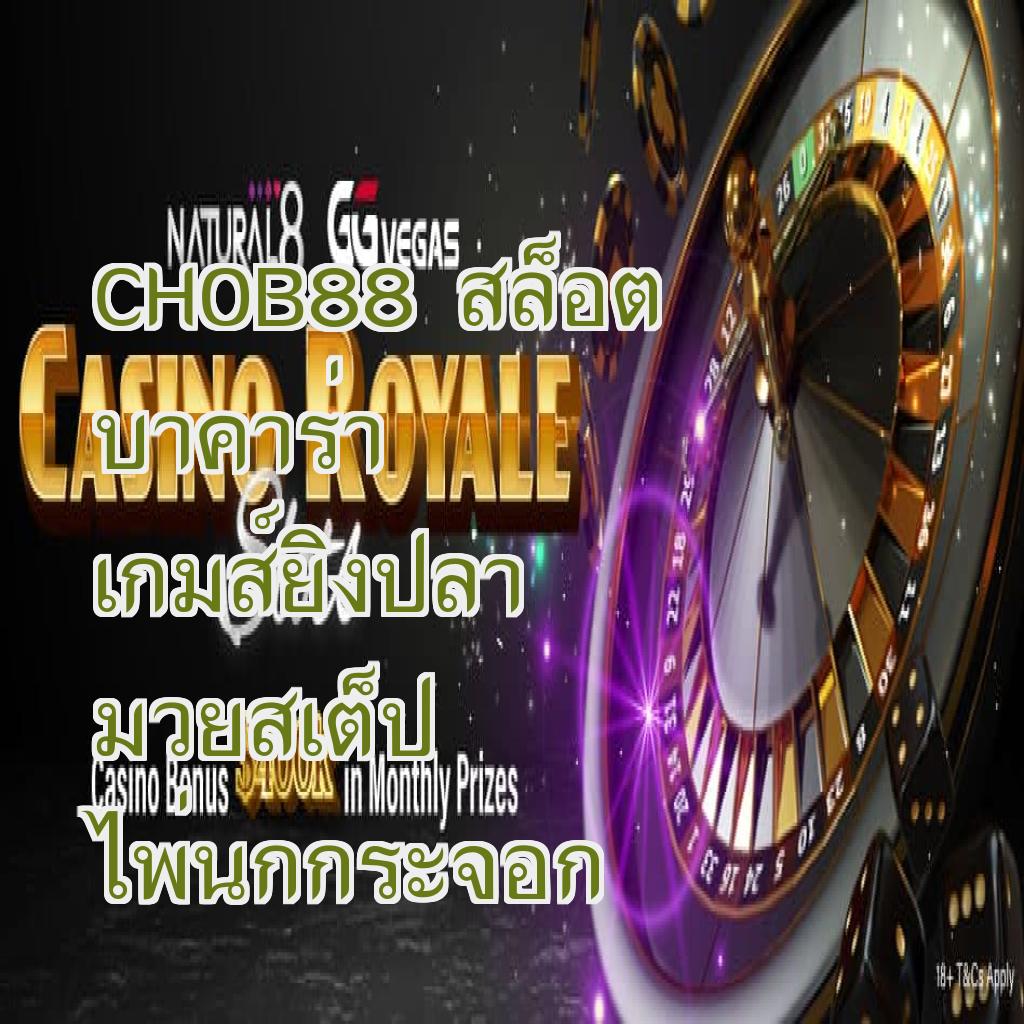 NATURAL8 GGVEGAS
CHOB88 สล็อต
CASINO ROYALE
บาคาร่า
เกมส์ยิงปลา
มวยสเต็ป
Casino Bonus $400K in Monthly Prizes
ไพ่นกกระจอก
18+ T&Cs Apply